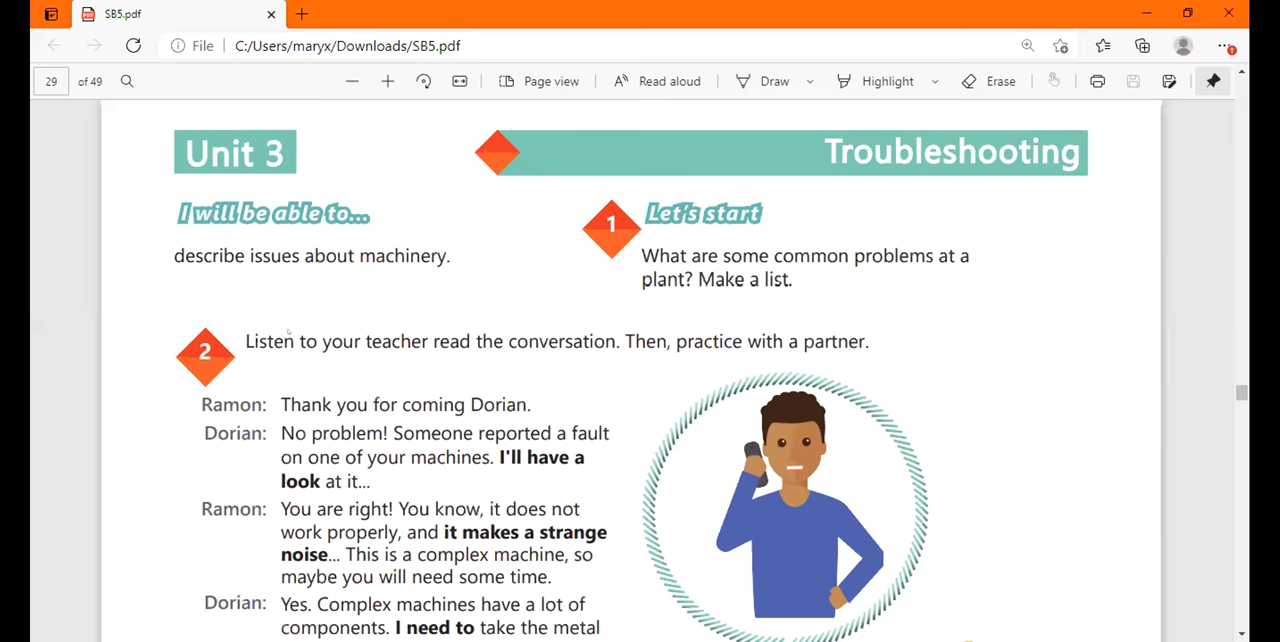 SB5.pdf
File
C:/Users/maryx/Downloads/SB5.pdf
29 of 49
Page view
Read aloud
Draw
Highlight
Erase
Unit 3
Troubleshooting
I will be able to...
describe issues about machinery.
1
Let's start
What are some common problems at a
plant? Make a list.
2
Listen to your teacher read the conversation. Then, practice with a partner.
Ramon: Thank you for coming Dorian.
Dorian: No problem! Someone reported a fault
on one of your machines. I'll have a
look at it...
Ramon: You are right! You know, it does not
work properly, and it makes a strange
noise... This is a complex machine, so
maybe you will need some time.
Dorian: Yes. Complex machines have a lot of
components. I need to take the metal